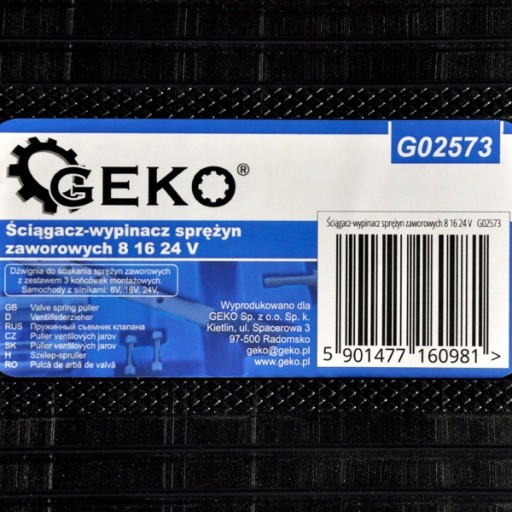 G02573
GEKO®
Ściągacz-wypinacz sprężyn
zaworowych 8 16 24 V
Dźwignia do ściskania sprężyn zaworowych
z zestawem 3 końcówek montażowych.
Samochody z silnikami: 8V, 16V, 24V,
GB Valve spring puller
D Ventilfederzieher
RUS Пружинный съемник клапана
CZ Puller ventilových jarov
SK Puller ventilových jarov
H Szelep-spruller
RO Pulcă de arbă de valvă
Wyprodukowano dla
GEKO Sp. z o.o. Sp. k.
Kietlin, ul. Spacerowa 3
97-500 Radomsko
geko@geko.pl
www.geko.pl
Ściągacz-wypinacz sprężyn zaworowych 8 16 24 V G02573
5 901477 160981 >